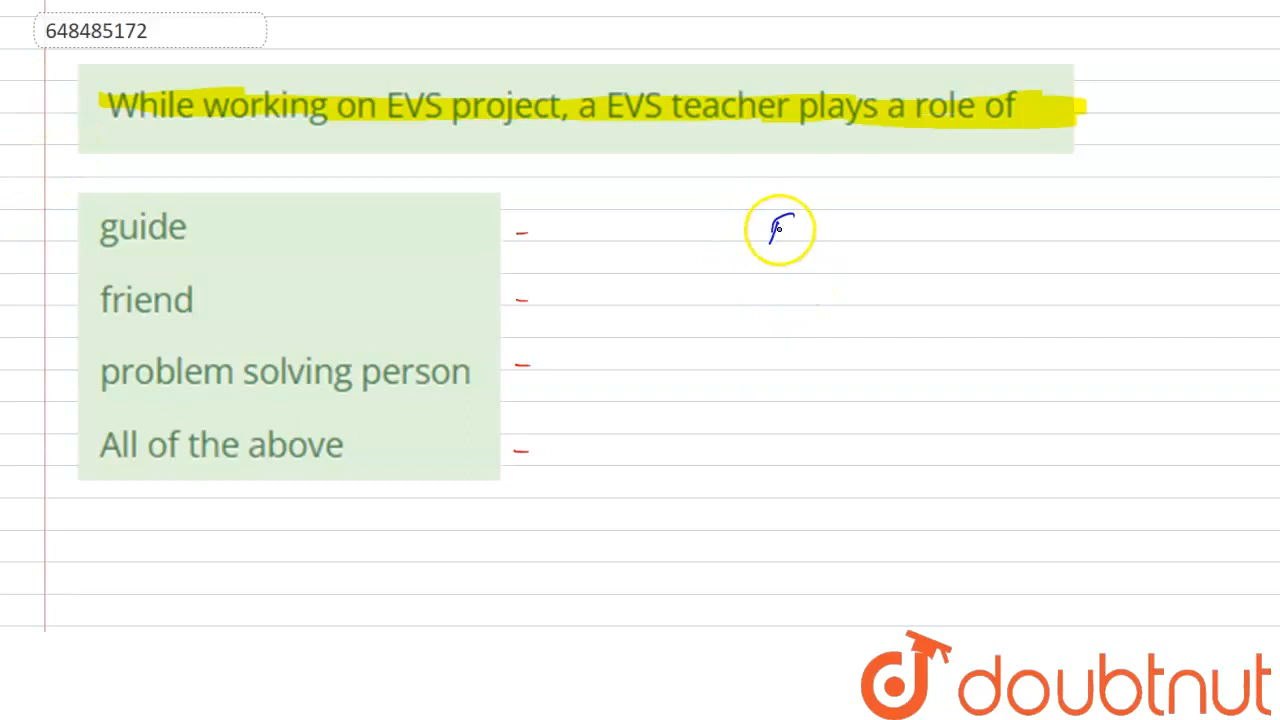 648485172
While working on EVS project, a EVS teacher plays a role of
guide
friend
problem solving person
All of the above
doubtnut